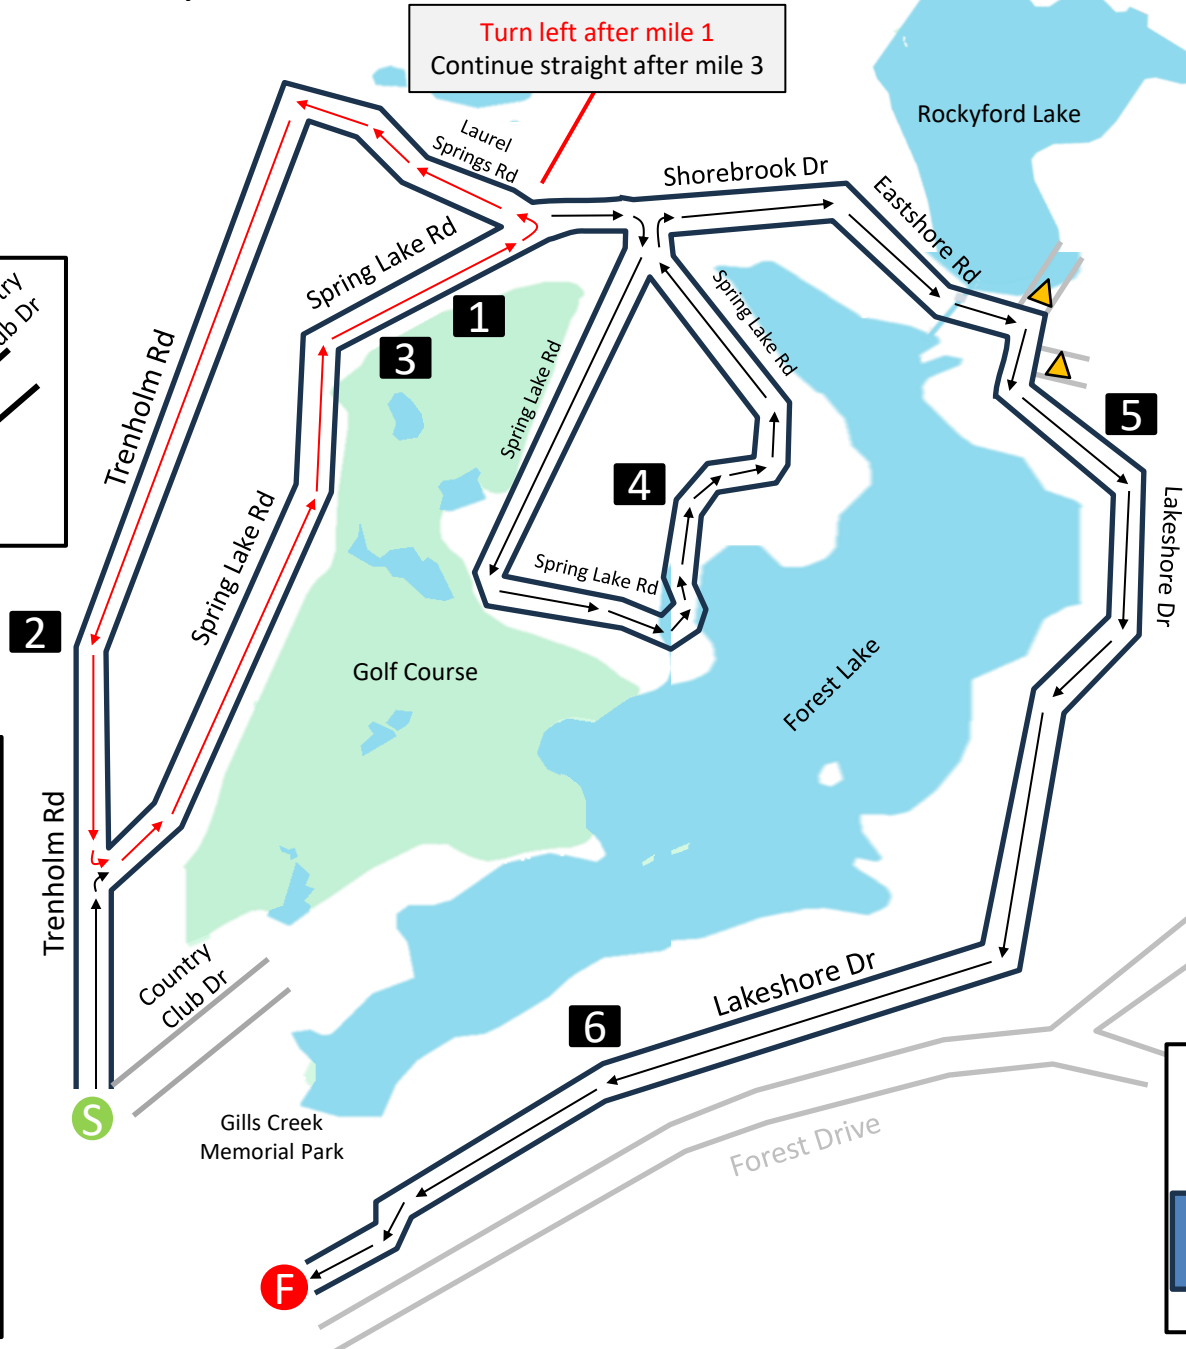 Turn left after mile 1
Continue straight after mile 3
Rockyford Lake
Laurel
Springs Rd
Shorebrook Dr
Eastshore Rd
Spring Lake Rd
Spring Lake Rd
1
3
Spring Lake Rd
Trenholm Rd
5
4
Lakeshore Dr
Spring Lake Rd
Spring Lake Rd
2
Golf Course
Forest Lake
Trenholm Rd
Country
Club Dr
Lakeshore Dr
6
S
Gills Creek
Memorial Park
Forest Drive
F